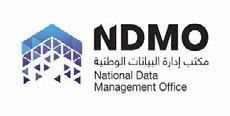 NDMO
مكتب إدارة البيانات الوطنية
National Data
Management Office